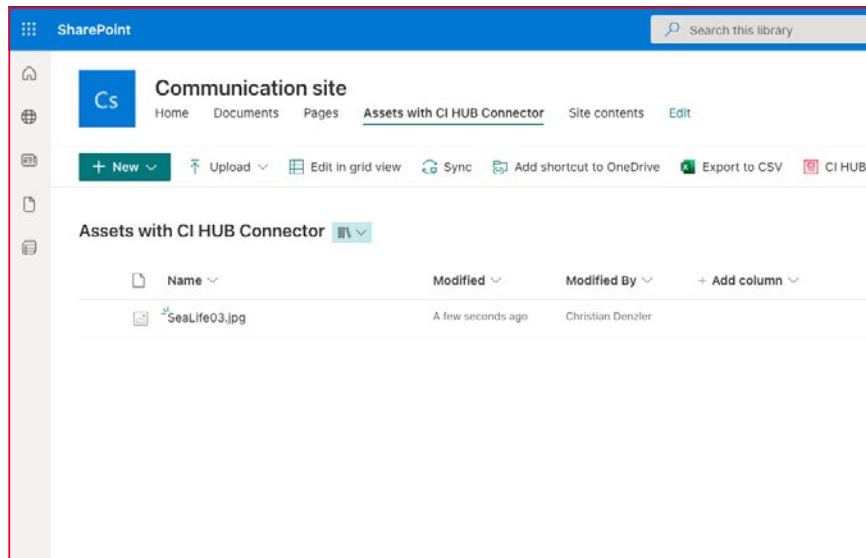 SharePoint
Search this library
Cs
Communication site
Home Documents Pages Assets with CI HUB Connector Site contents Edit
+ New Upload Edit in grid view Sync Add shortcut to OneDrive Export to CSV CI HUB
Assets with CI HUB Connector
Name Modified Modified By + Add column
SeaLife03.jpg A few seconds ago Christian Denzler